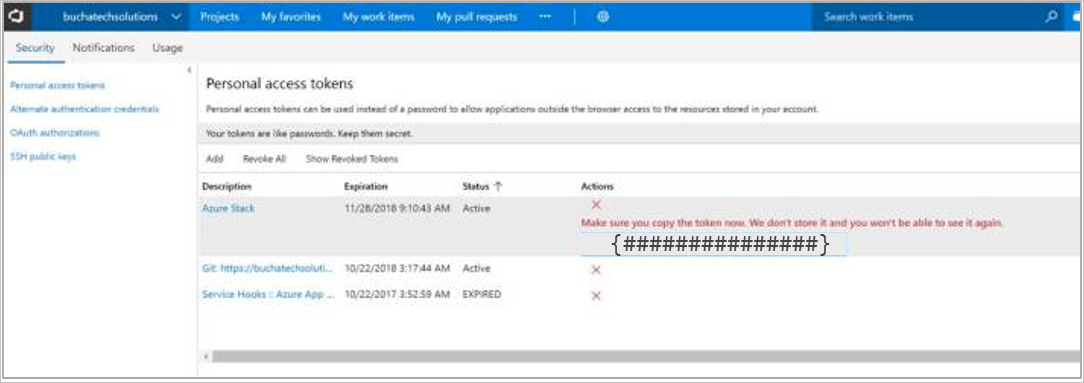 buchatechsolutions Projects My favorites My work items My pull requests ··· Search work items
Security Notifications Usage
Personal access tokens
Alternate authentication credentials
OAuth authorizations
SSH public keys
Personal access tokens
Personal access tokens can be used instead of a password to allow applications outside the browser access to the resources stored in your account.
Your tokens are like passwords. Keep them secret.
Add Revoke All Show Revoked Tokens
Description Expiration Status ↑ Actions
Azure Stack 11/28/2018 9:10:43 AM Active
Make sure you copy the token now. We don't store it and you won't be able to see it again.
{###############}
Git: https://buchatechsoluti... 10/22/2018 3:17:44 AM Active
Service Hooks :: Azure App ... 10/22/2017 3:52:59 AM EXPIRED